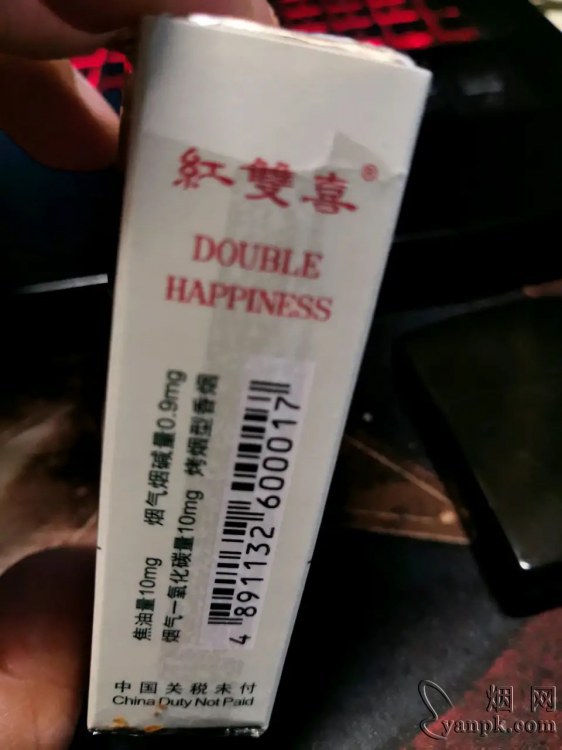 紅雙喜®
DOUBLE
HAPPINESS
焦油量10mg 烟气烟碱量0.9mg
烟气一氧化碳量10mg 烤烟型香烟
4 891132 600017
中国关税未付
China Duty Not Paid
烟网
yanpk.com